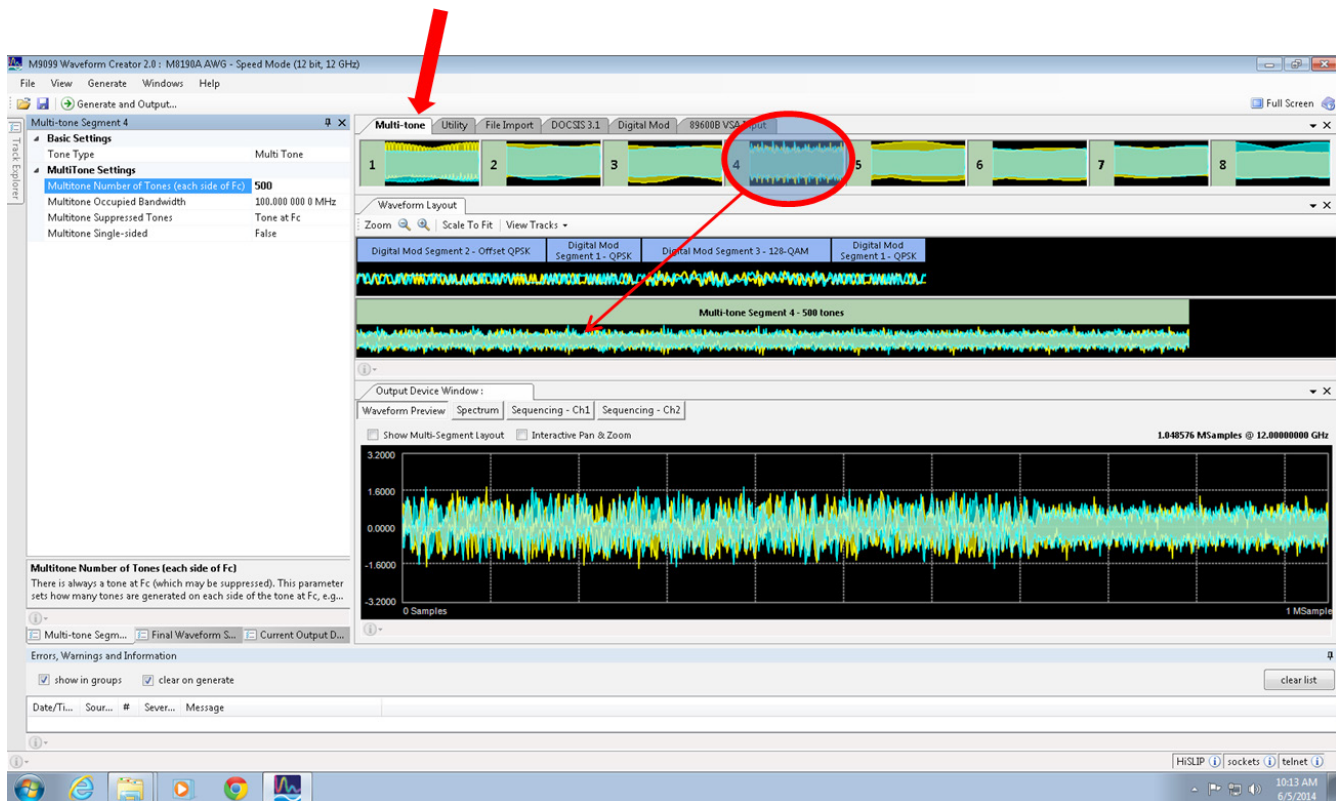 M9099 Waveform Creator 2.0 : M8190A AWG - Speed Mode (12 bit, 12 GHz)
File View Generate Windows Help
Generate and Output...
Full Screen
Track Explorer
Multi-tone Segment 4
Basic Settings
Tone Type Multi Tone
MultiTone Settings
Multitone Number of Tones (each side of Fc) 500
Multitone Occupied Bandwidth 100.000 000 0 MHz
Multitone Suppressed Tones Tone at Fc
Multitone Single-sided False
Multitone Number of Tones (each side of Fc)
There is always a tone at Fc (which may be suppressed). This parameter
sets how many tones are generated on each side of the tone at Fc, e.g...
Multi-tone Segm... Final Waveform S... Current Output D...
Multi-tone Utility File Import DOCSIS 3.1 Digital Mod 89600B VSA Input
1 2 3 4 5 6 7 8
Waveform Layout
Zoom Scale To Fit View Tracks
Digital Mod Segment 2 - Offset QPSK
Digital Mod
Segment 1 - QPSK
Digital Mod Segment 3 - 128-QAM
Digital Mod
Segment 1 - QPSK
Multi-tone Segment 4 - 500 tones
Output Device Window :
Waveform Preview Spectrum Sequencing - Ch1 Sequencing - Ch2
Show Multi-Segment Layout Interactive Pan & Zoom 1.048576 MSamples @ 12.00000000 GHz
3.2000
1.6000
0.0000
-1.6000
-3.2000
0 Samples 1 MSample
Errors, Warnings and Information
show in groups clear on generate clear list
Date/Ti... Sour... # Sever... Message
HiSLIP sockets telnet
10:13 AM
6/5/2014